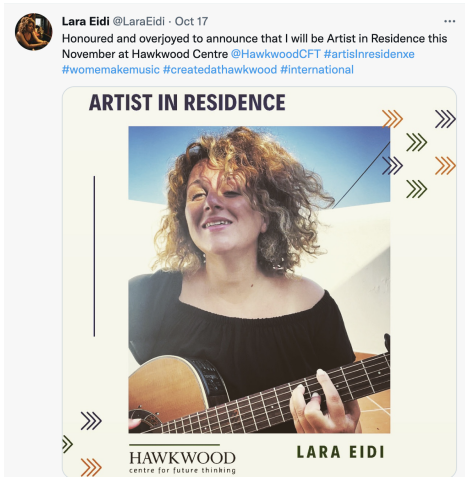 Lara Eidi @LaraEidi · Oct 17
Honoured and overjoyed to announce that I will be Artist in Residence this
November at Hawkwood Centre @HawkwoodCFT #artisInresidenxe
#womemakemusic #createdathawkwood #international
ARTIST IN RESIDENCE
HAWKWOOD
centre for future thinking
LARA EIDI